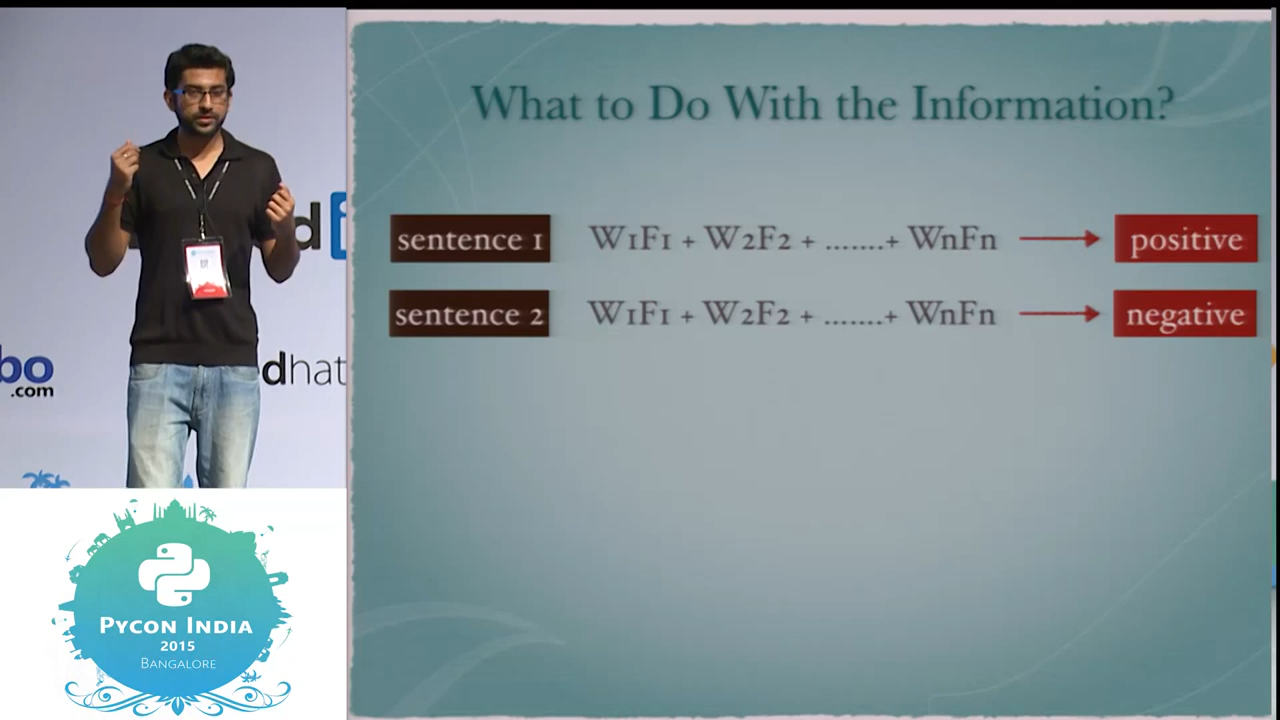 What to Do With the Information?
sentence 1 W1F1 + W2F2 + .......+ WnFn positive
sentence 2 W1F1 + W2F2 + .......+ WnFn negative
d
bo
.com
dhat
PYCON INDIA
2015
BANGALORE